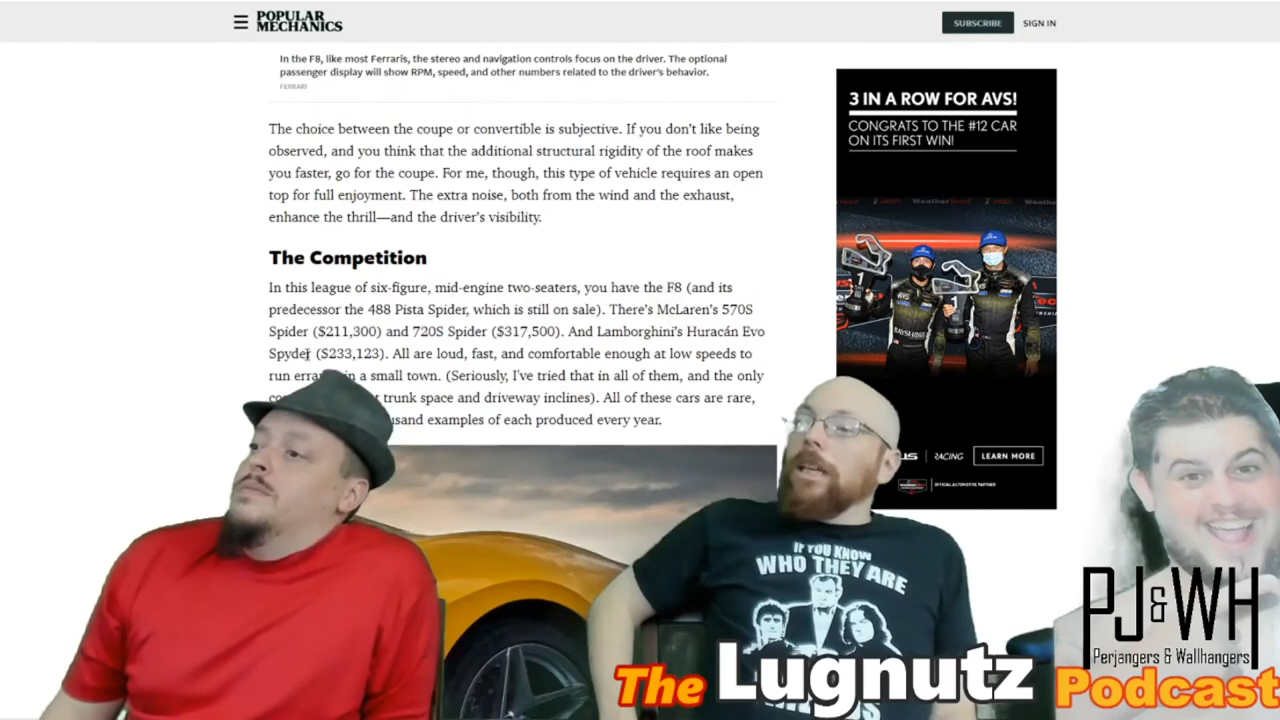 POPULAR
MECHANICS
SUBSCRIBE
SIGN IN
In the F8, like most Ferraris, the stereo and navigation controls focus on the driver. The optional
passenger display will show RPM, speed, and other numbers related to the driver's behavior.
FERRARI
The choice between the coupe or convertible is subjective. If you don't like being
observed, and you think that the additional structural rigidity of the roof makes
you faster, go for the coupe. For me, though, this type of vehicle requires an open
top for full enjoyment. The extra noise, both from the wind and the exhaust,
enhance the thrill—and the driver's visibility.
The Competition
In this league of six-figure, mid-engine two-seaters, you have the F8 (and its
predecessor the 488 Pista Spider, which is still on sale). There's McLaren's 570S
Spider ($211,300) and 720S Spider ($317,500). And Lamborghini's Huracán Evo
Spyder ($233,123). All are loud, fast, and comfortable enough at low speeds to
run in a small town. (Seriously, I've tried that in all of them, and the only
trunk space and driveway inclines). All of these cars are rare,
examples of each produced every year.
3 IN A ROW FOR AVS!
CONGRATS TO THE #12 CAR
ON ITS FIRST WIN!
RACING
LEARN MORE
OFFICIAL AUTOMOTIVE PARTNER
IF YOU KNOW
WHO THEY ARE
PJ&WH
Perjangers & Wallhangers
The Lugnutz Podcast